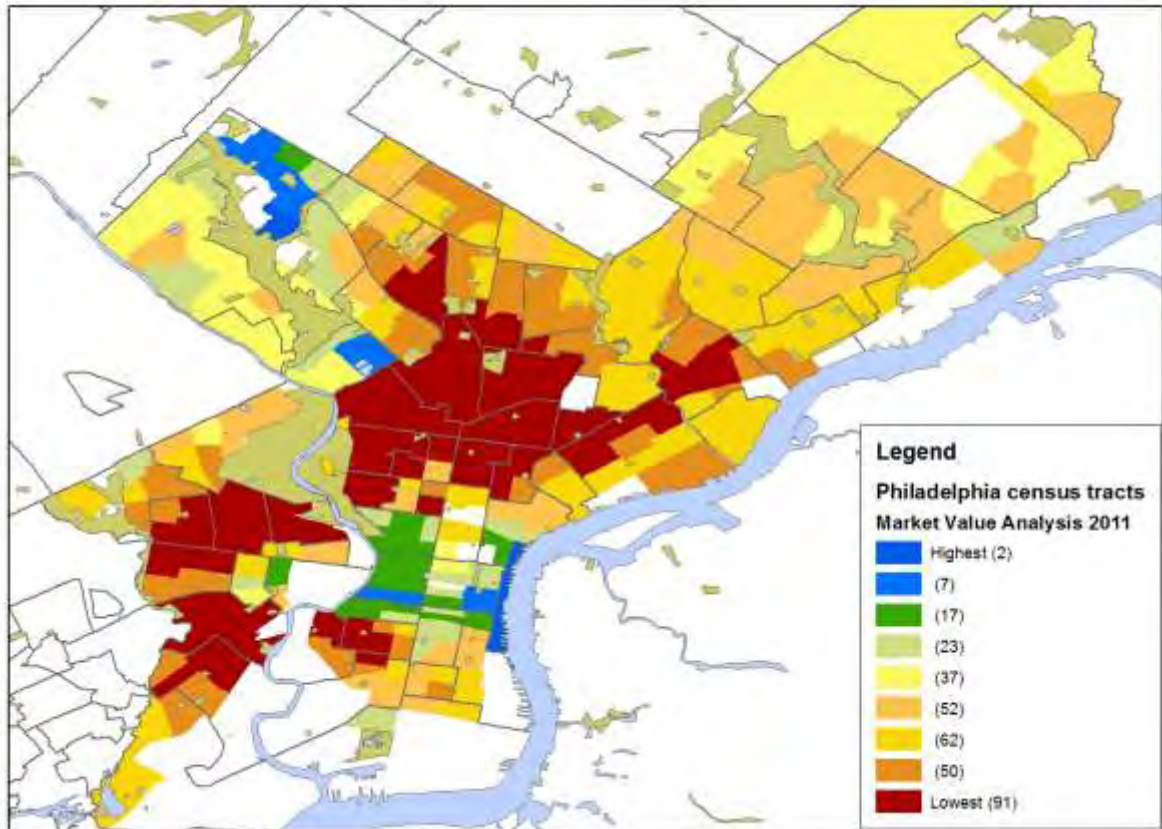 Legend
Philadelphia census tracts
Market Value Analysis 2011
Highest (2)
(7)
(17)
(23)
(37)
(52)
(62)
(50)
Lowest (91)